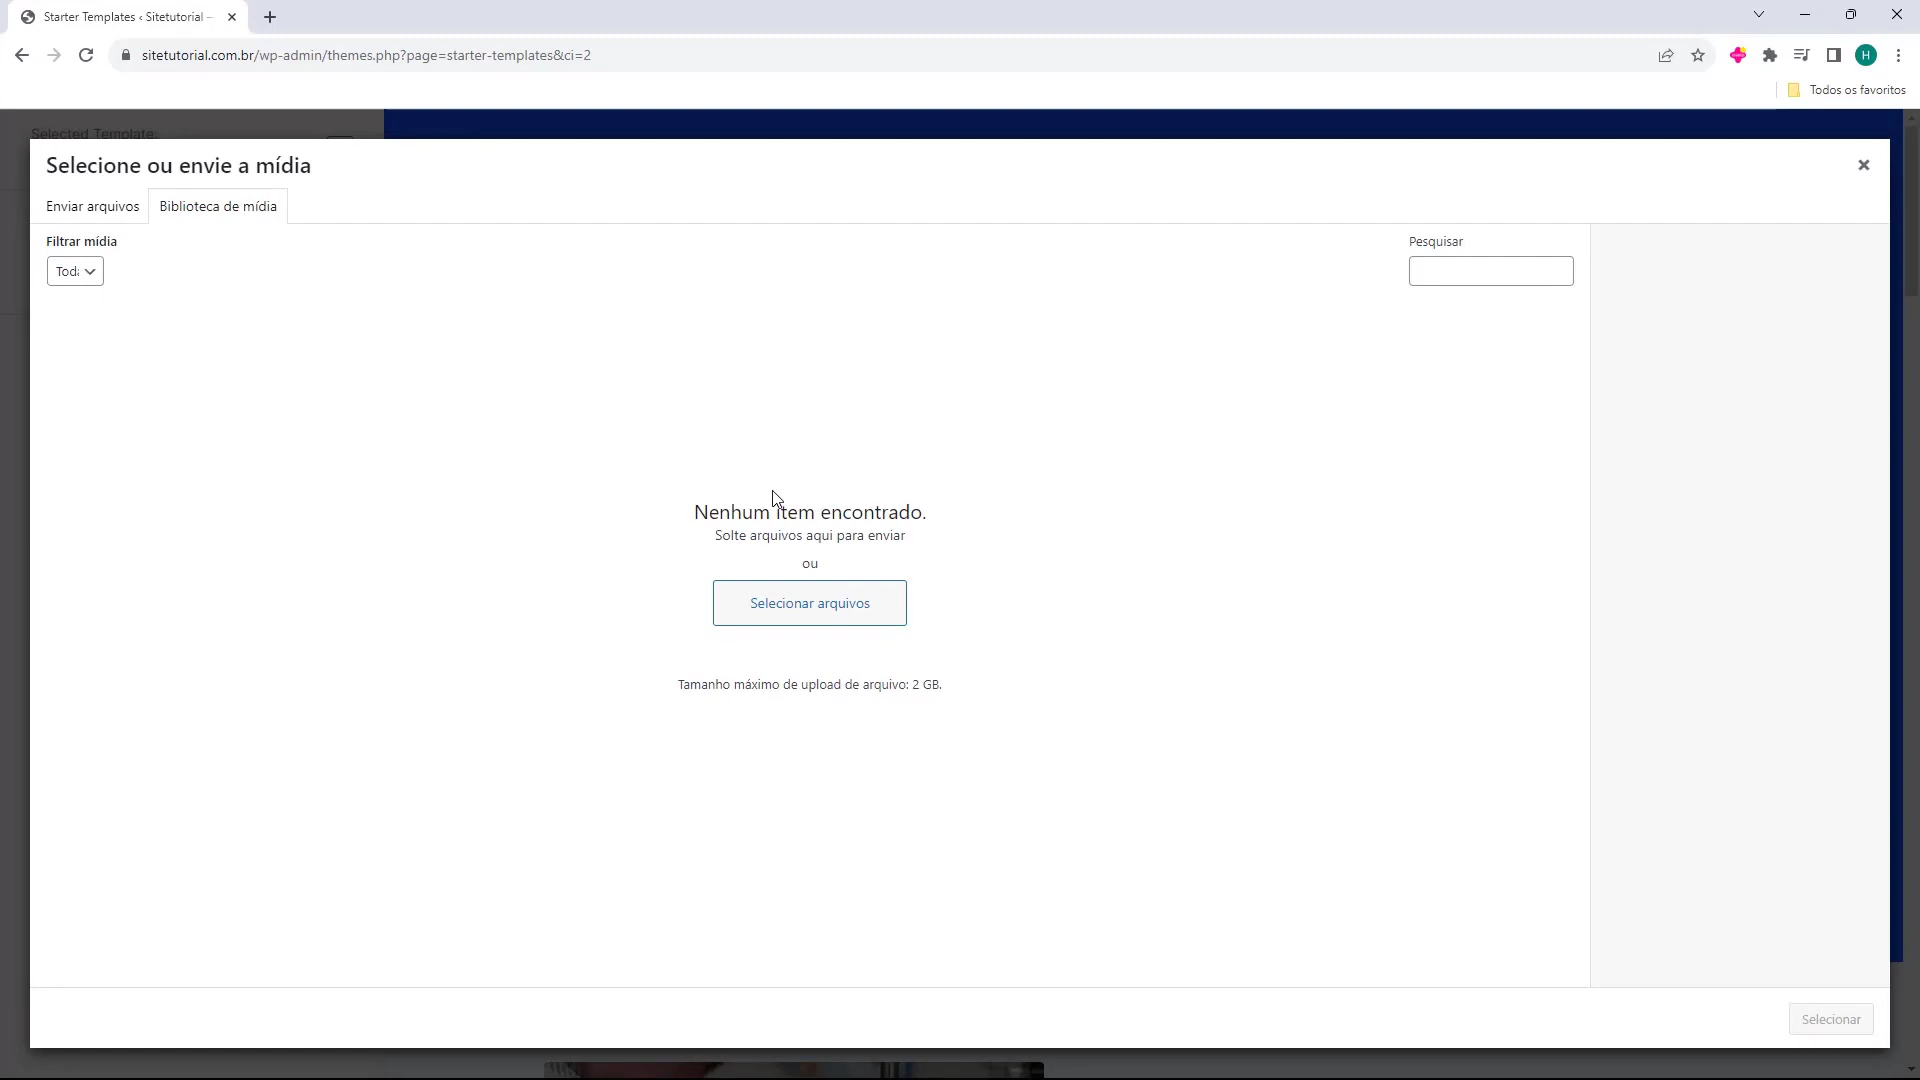 Starter Templates ‹ Sitetutorial –
sitetutorial.com.br/wp-admin/themes.php?page=starter-templates&ci=2
H
Todos os favoritos
Selected Template:
Selecione ou envie a mídia
Enviar arquivos
Biblioteca de mídia
Filtrar mídia
Pesquisar
Toda
Nenhum item encontrado.
Solte arquivos aqui para enviar
ou
Selecionar arquivos
Tamanho máximo de upload de arquivo: 2 GB.
Selecionar